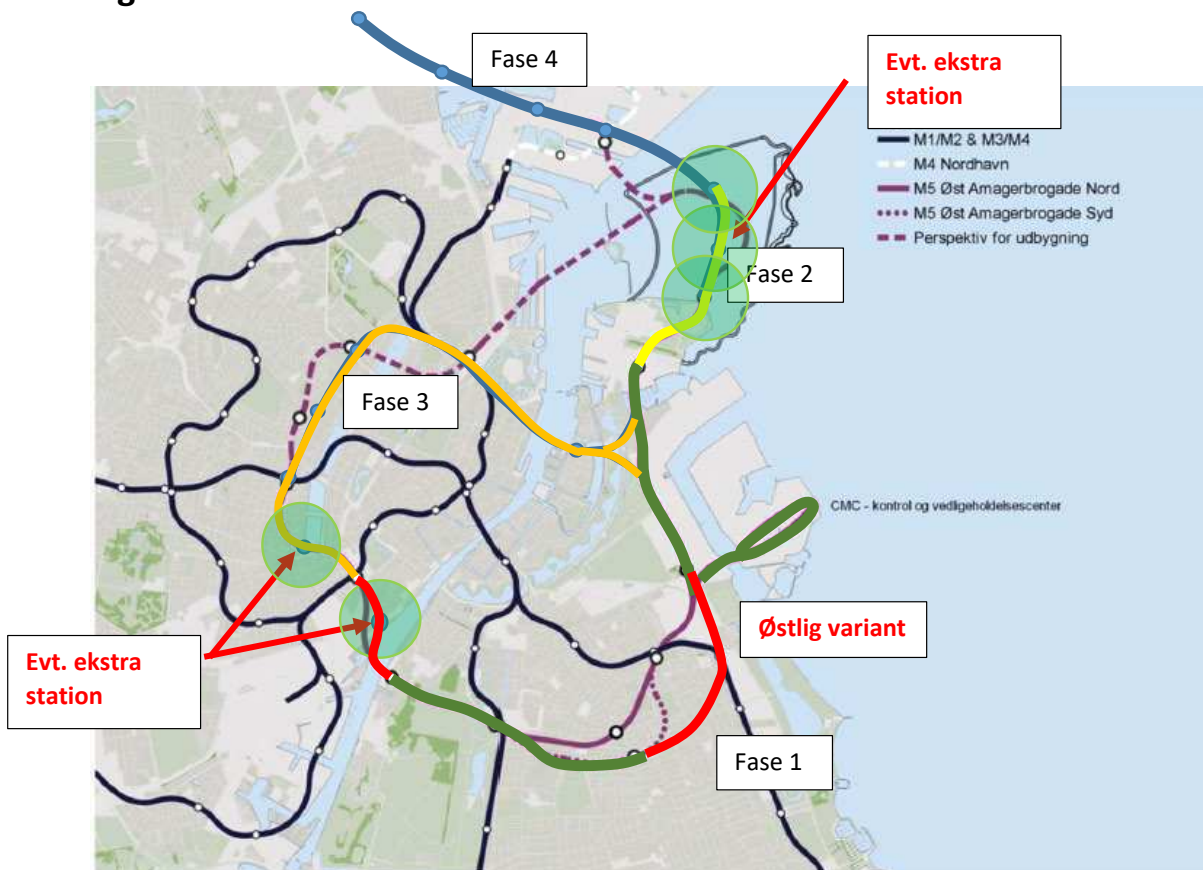 Fase 4
Evt. ekstra
station
M1/M2 & M3/M4
M4 Nordhavn
M5 Øst Amagerbrogade Nord
M5 Øst Amagerbrogade Syd
Perspektiv for udbygning
Fase 2
Fase 3
CMC - kontrol og vedligeholdelsescenter
Østlig variant
Evt. ekstra
station
Fase 1